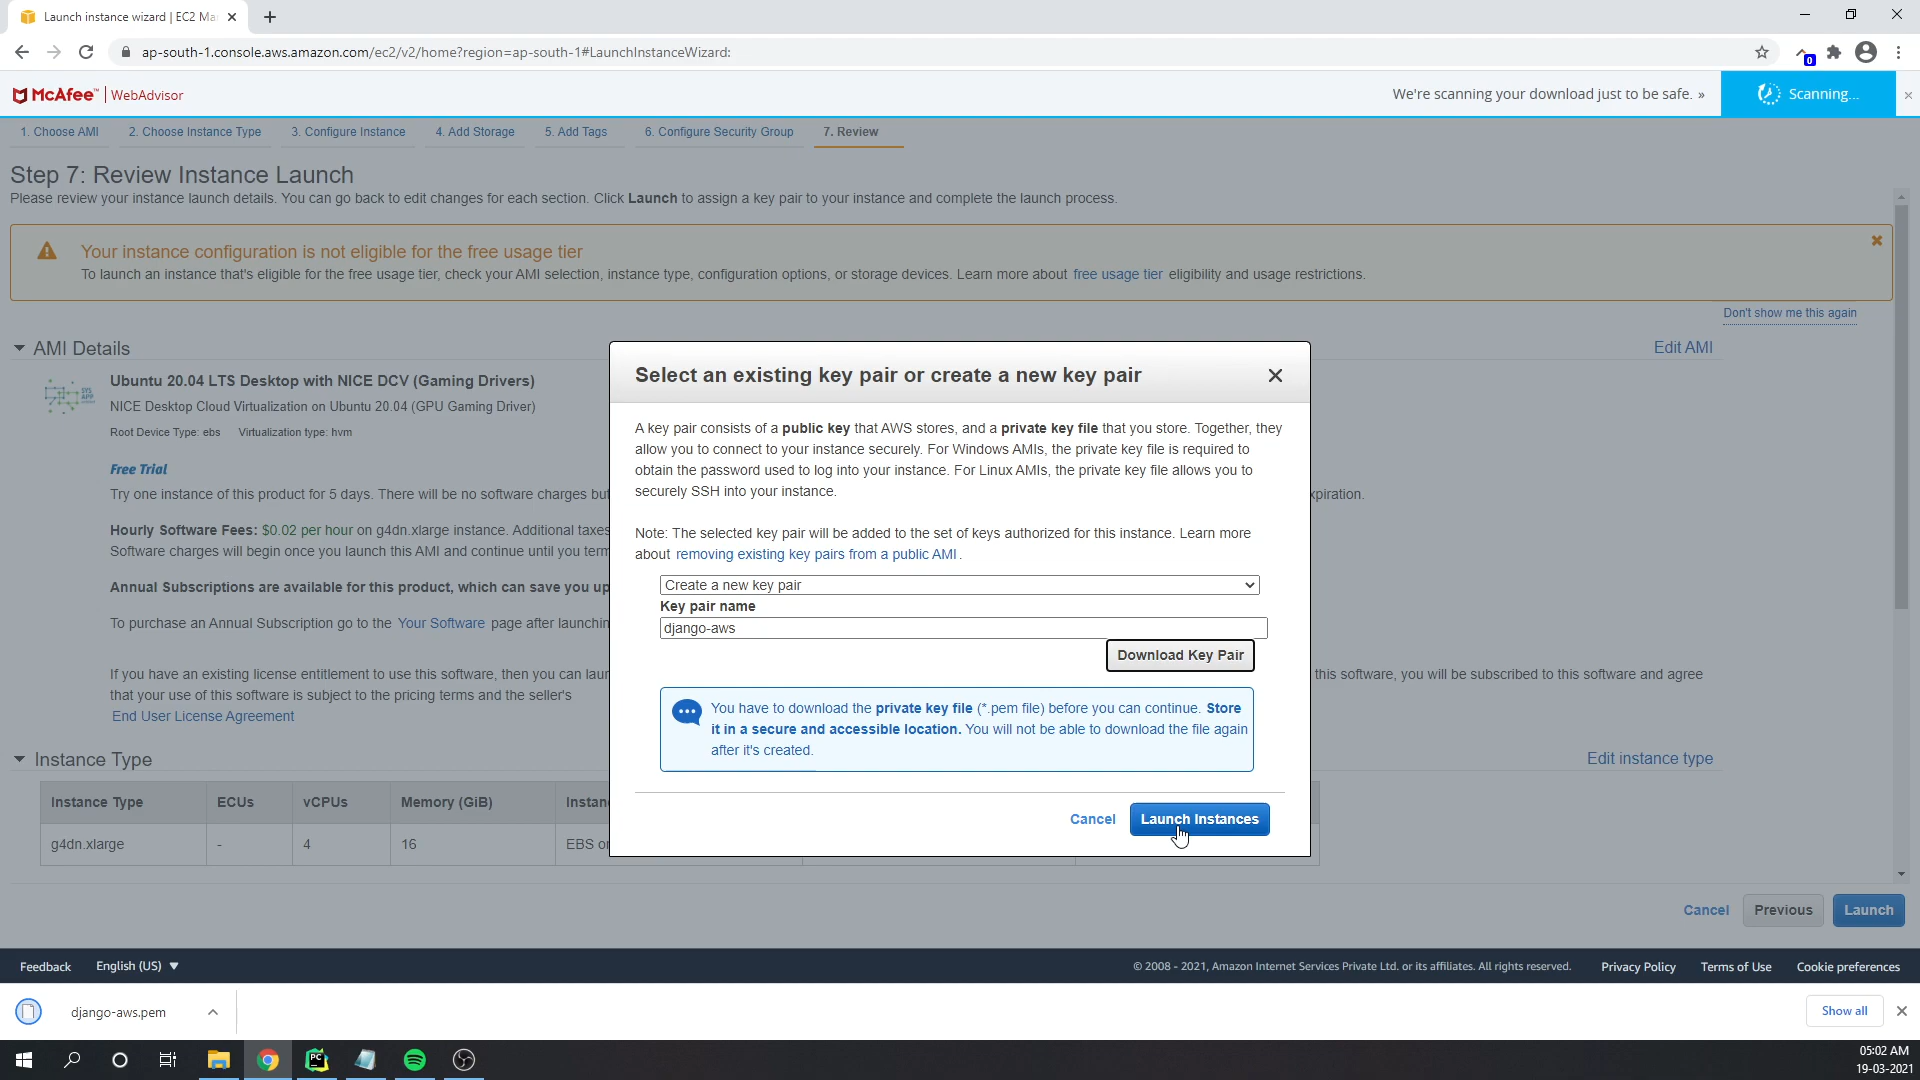 Launch instance wizard | EC2 Ma
ap-south-1.console.aws.amazon.com/ec2/v2/home?region=ap-south-1#LaunchInstanceWizard:
0
McAfee™ | WebAdvisor
We're scanning your download just to be safe. »
Scanning...
1. Choose AMI
2. Choose Instance Type
3. Configure Instance
4. Add Storage
5. Add Tags
6. Configure Security Group
7. Review
Step 7: Review Instance Launch
Please review your instance launch details. You can go back to edit changes for each section. Click Launch to assign a key pair to your instance and complete the launch process.
Your instance configuration is not eligible for the free usage tier
To launch an instance that's eligible for the free usage tier, check your AMI selection, instance type, configuration options, or storage devices. Learn more about free usage tier eligibility and usage restrictions.
Don't show me this again
AMI Details
Edit AMI
Ubuntu 20.04 LTS Desktop with NICE DCV (Gaming Drivers)
NICE Desktop Cloud Virtualization on Ubuntu 20.04 (GPU Gaming Driver)
Root Device Type: ebs Virtualization type: hvm
Free Trial
Try one instance of this product for 5 days. There will be no software charges but
xpiration.
Hourly Software Fees: $0.02 per hour on g4dn.xlarge instance. Additional taxes
Software charges will begin once you launch this AMI and continue until you term
Annual Subscriptions are available for this product, which can save you up
To purchase an Annual Subscription go to the Your Software page after launchin
If you have an existing license entitlement to use this software, then you can laun
this software, you will be subscribed to this software and agree
that your use of this software is subject to the pricing terms and the seller's
End User License Agreement
Instance Type
Edit instance type
Instance Type
ECUs
vCPUs
Memory (GiB)
Instan
g4dn.xlarge
-
4
16
EBS on
Select an existing key pair or create a new key pair
A key pair consists of a public key that AWS stores, and a private key file that you store. Together, they
allow you to connect to your instance securely. For Windows AMIs, the private key file is required to
obtain the password used to log into your instance. For Linux AMIs, the private key file allows you to
securely SSH into your instance.
Note: The selected key pair will be added to the set of keys authorized for this instance. Learn more
about removing existing key pairs from a public AMI.
Create a new key pair
Key pair name
django-aws
Download Key Pair
You have to download the private key file (*.pem file) before you can continue. Store
it in a secure and accessible location. You will not be able to download the file again
after it's created.
Cancel
Launch Instances
Cancel
Previous
Launch
Feedback
English (US)
© 2008 - 2021, Amazon Internet Services Private Ltd. or its affiliates. All rights reserved.
Privacy Policy
Terms of Use
Cookie preferences
django-aws.pem
Show all
PC
05:02 AM
19-03-2021